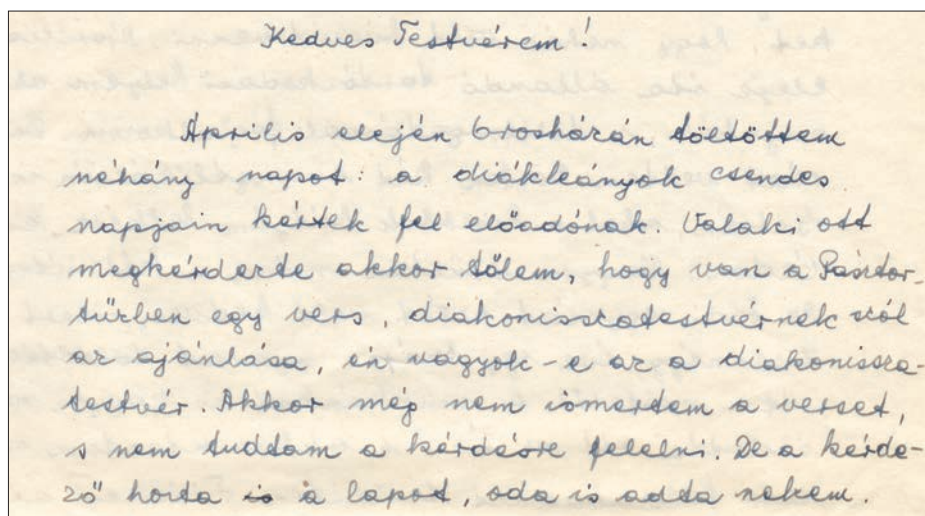 Kedves Testvérem!
Április elején Oroshárán töltöttem
néhány napot: a diákleányok csendes
napjain kértek fel előadónak. Valaki ott
megkérdezte akkor tőlem, hogy van a Pásztor-
tűzben egy vers, diakonisszatestvérnek szól
az ajánlása, én vagyok-e az a diakonissza-
testvér. Akkor még nem ismertem a verset,
s nem tudtam a kérdésre felelni. De a kérde-
ző hozta is a lapot, oda is adta nekem.